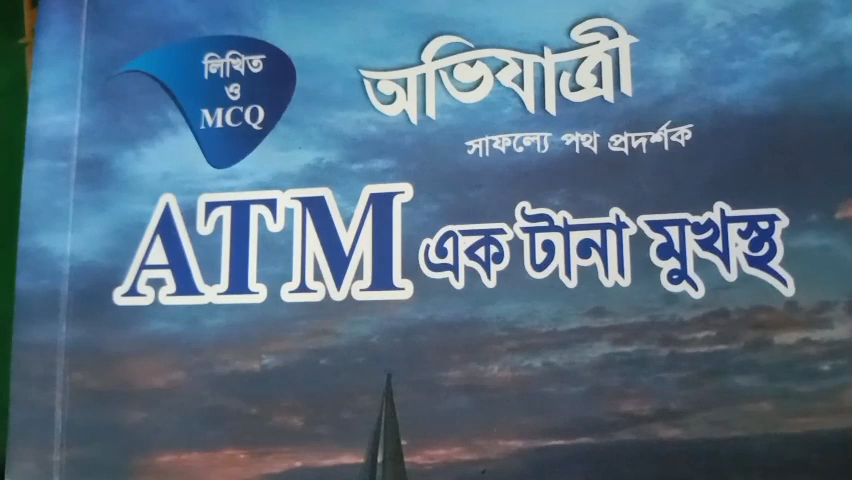 লিখিত
ও
MCQ
অভিযাত্রী
সাফল্যে পথ প্রদর্শক
ATM এক টানা মুখস্থ